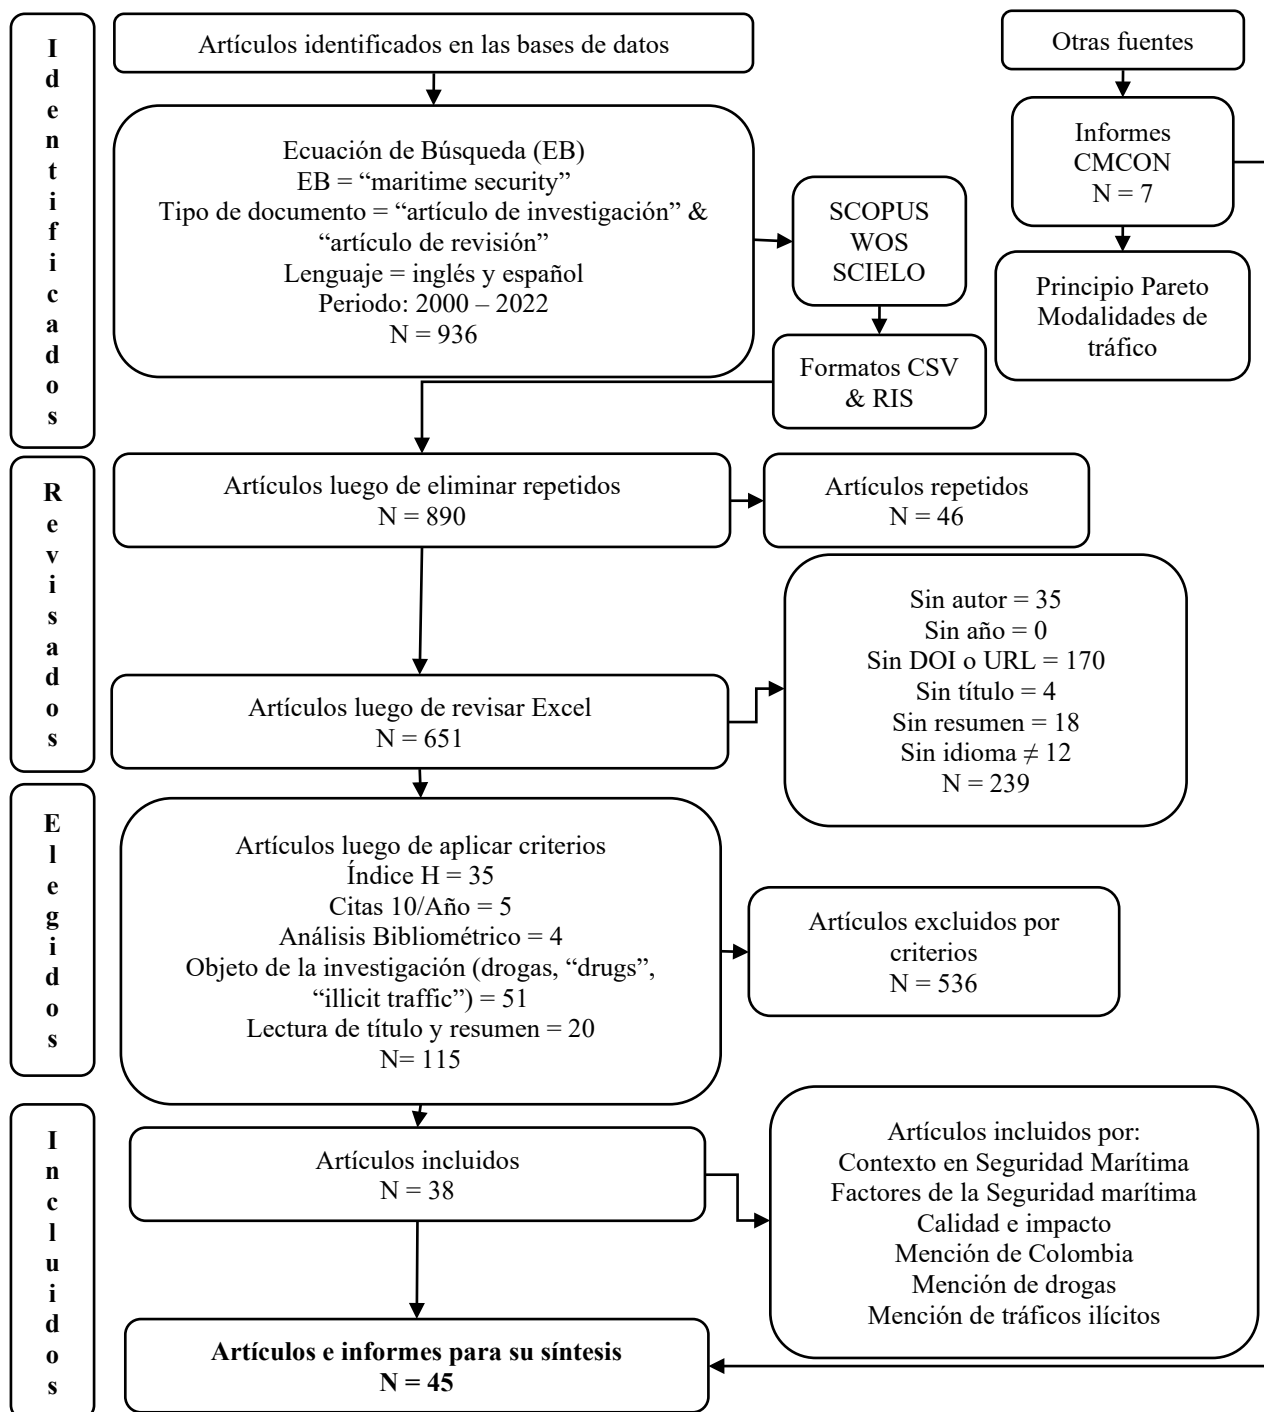 Identificados
Artículos identificados en las bases de datos
Ecuación de Búsqueda (EB)
EB = “maritime security”
Tipo de documento = “artículo de investigación” &
“artículo de revisión”
Lenguaje = inglés y español
Periodo: 2000 – 2022
N = 936
SCOPUS
WOS
SCIELO
Formatos CSV
& RIS
Otras fuentes
Informes
CMCON
N = 7
Principio Pareto
Modalidades de
tráfico
Revisados
Artículos luego de eliminar repetidos
N = 890
Artículos repetidos
N = 46
Artículos luego de revisar Excel
N = 651
Sin autor = 35
Sin año = 0
Sin DOI o URL = 170
Sin título = 4
Sin resumen = 18
Sin idioma ≠ 12
N = 239
Elegidos
Artículos luego de aplicar criterios
Índice H = 35
Citas 10/Año = 5
Análisis Bibliométrico = 4
Objeto de la investigación (drogas, “drugs”,
“illicit traffic”) = 51
Lectura de título y resumen = 20
N= 115
Artículos excluidos por
criterios
N = 536
Incluidos
Artículos incluidos
N = 38
Artículos incluidos por:
Contexto en Seguridad Marítima
Factores de la Seguridad marítima
Calidad e impacto
Mención de Colombia
Mención de drogas
Mención de tráficos ilícitos
Artículos e informes para su síntesis
N = 45